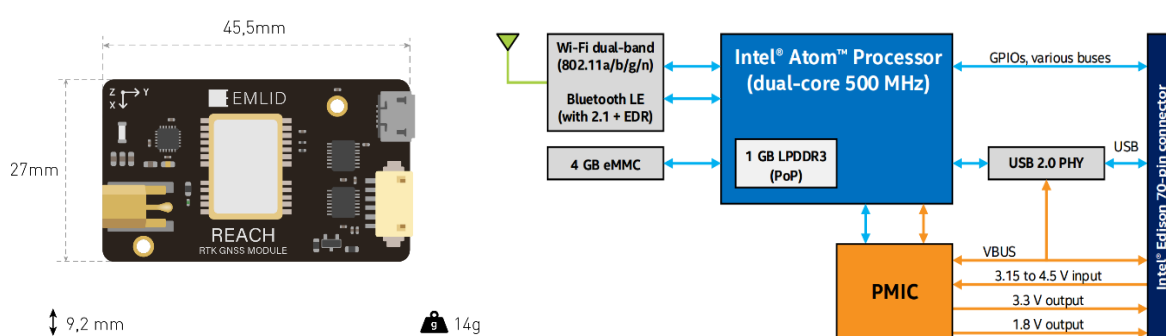 45,5mm
27mm
Z Y
X
EMLID
REACH
RTK GNSS MODULE
9,2 mm
g 14g
Wi-Fi dual-band
(802.11a/b/g/n)
Bluetooth LE
(with 2.1 + EDR)
4 GB eMMC
Intel® Atom™ Processor
(dual-core 500 MHz)
1 GB LPDDR3
(PoP)
GPIOs, various buses
USB 2.0 PHY
USB
PMIC
VBUS
3.15 to 4.5 V input
3.3 V output
1.8 V output
Intel® Edison 70-pin connector